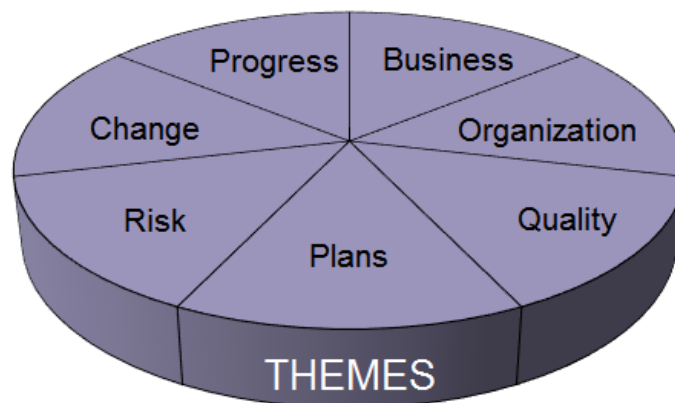 Progress
Business
Change
Organization
Risk
Quality
Plans
THEMES